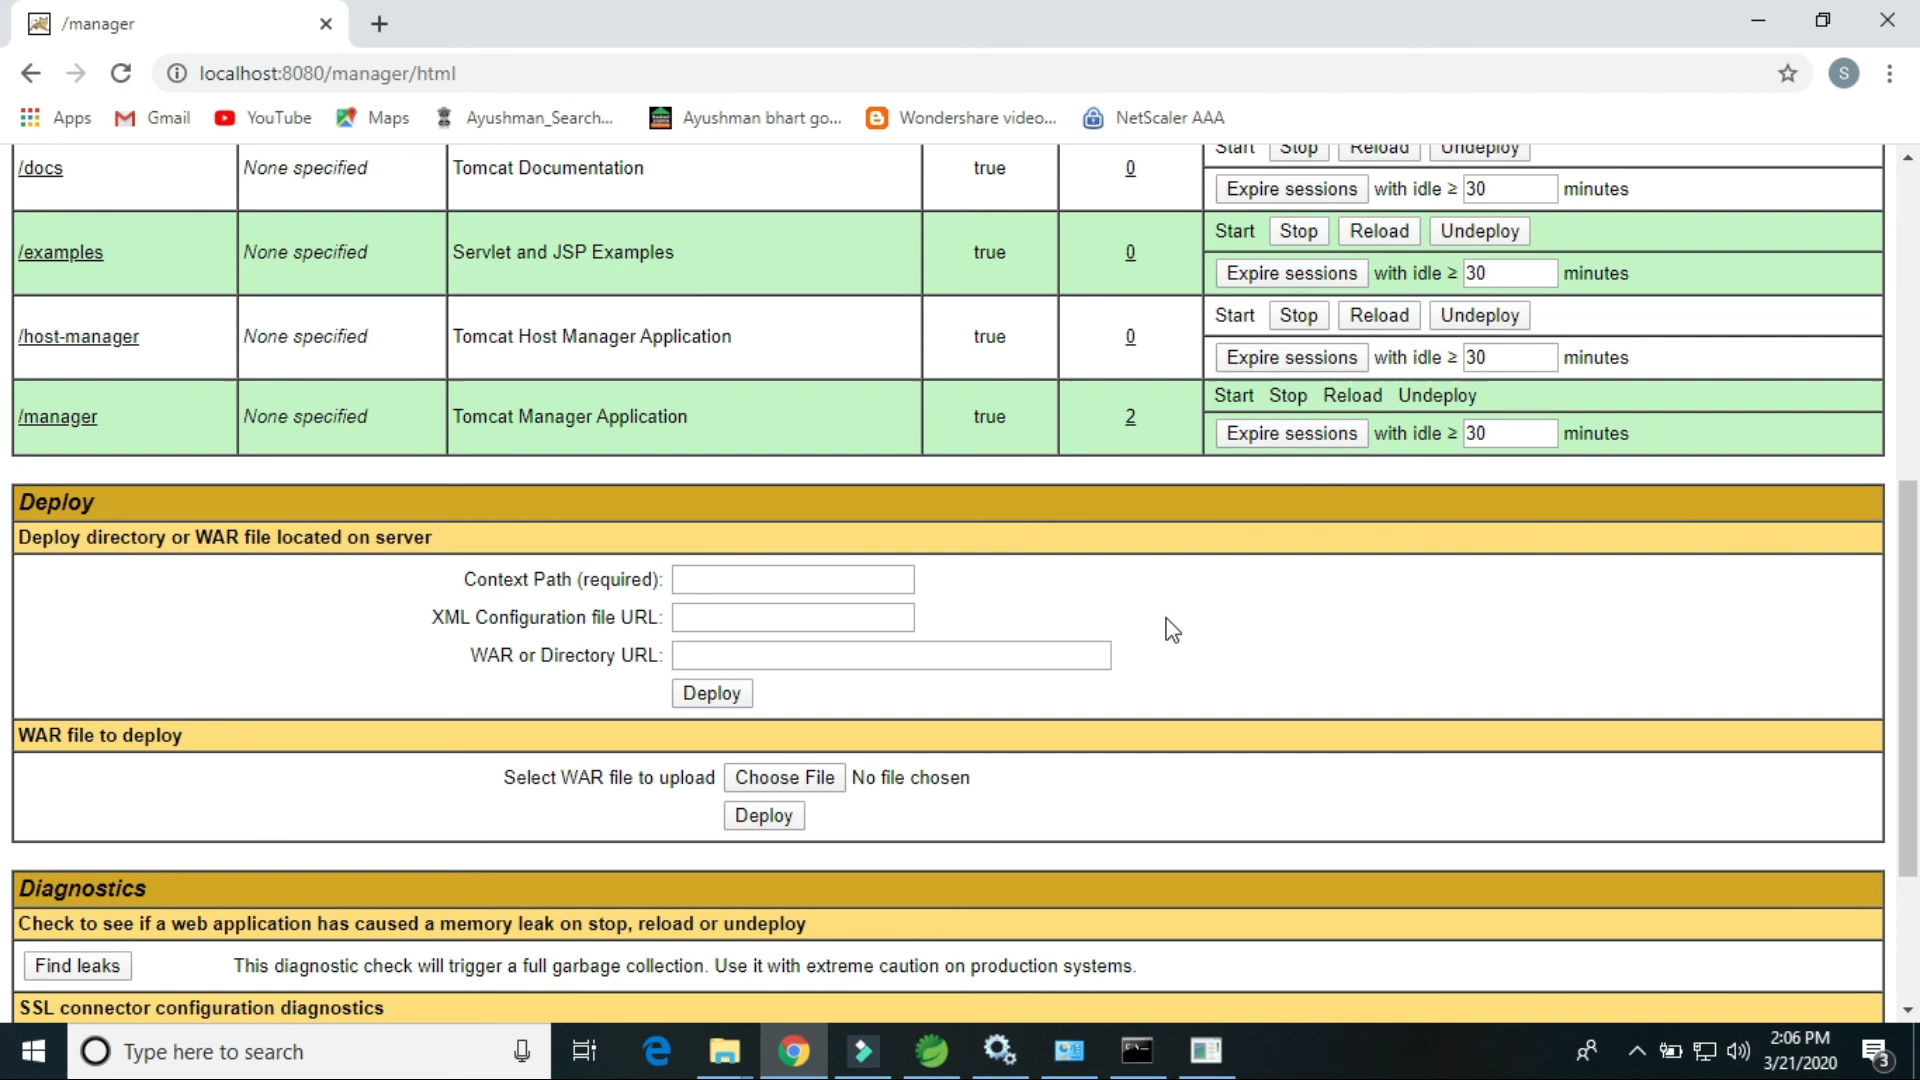 /manager
localhost:8080/manager/html
S
Apps Gmail YouTube Maps Ayushman_Search... Ayushman bhart go... Wondershare video... NetScaler AAA
Start Stop Reload Undeploy
/docs None specified Tomcat Documentation true 0
Expire sessions with idle ≥ 30 minutes
Start Stop Reload Undeploy
/examples None specified Servlet and JSP Examples true 0
Expire sessions with idle ≥ 30 minutes
Start Stop Reload Undeploy
/host-manager None specified Tomcat Host Manager Application true 0
Expire sessions with idle ≥ 30 minutes
Start Stop Reload Undeploy
/manager None specified Tomcat Manager Application true 2
Expire sessions with idle ≥ 30 minutes
Deploy
Deploy directory or WAR file located on server
Context Path (required):
XML Configuration file URL:
WAR or Directory URL:
Deploy
WAR file to deploy
Select WAR file to upload Choose File No file chosen
Deploy
Diagnostics
Check to see if a web application has caused a memory leak on stop, reload or undeploy
Find leaks This diagnostic check will trigger a full garbage collection. Use it with extreme caution on production systems.
SSL connector configuration diagnostics
Type here to search
2:06 PM
3/21/2020
3